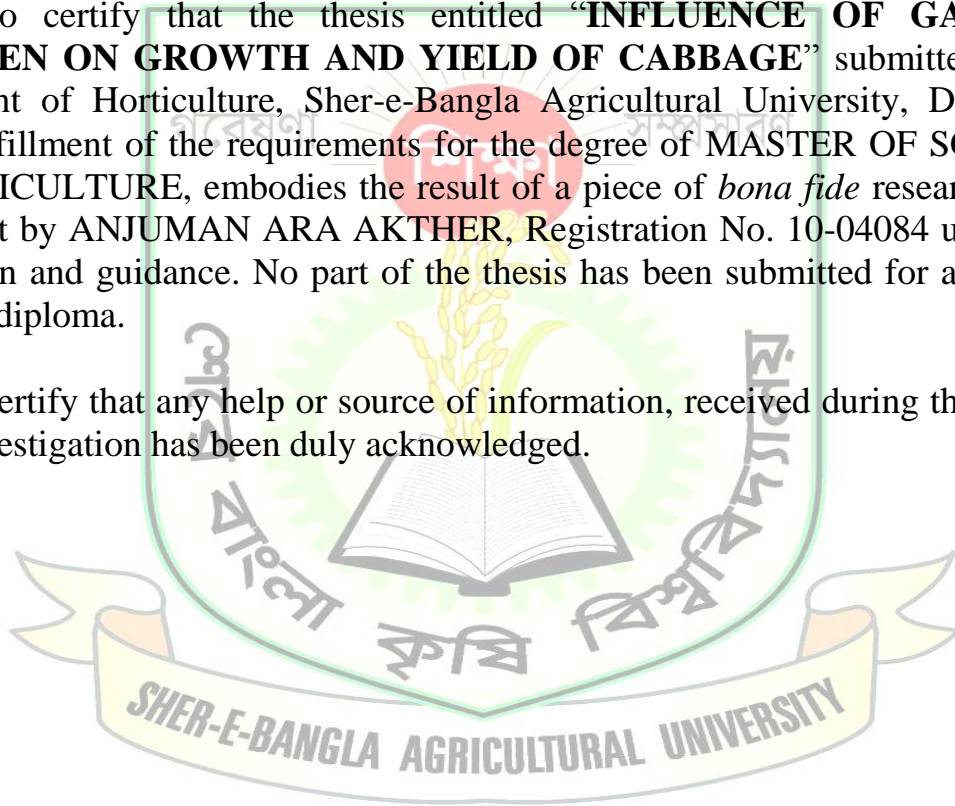 o certify that the thesis entitled “INFLUENCE OF GA
EN ON GROWTH AND YIELD OF CABBAGE” submitte
nt of Horticulture, Sher-e-Bangla Agricultural University, D
fillment of the requirements for the degree of MASTER OF SC
ICULTURE, embodies the result of a piece of bona fide resear
t by ANJUMAN ARA AKTHER, Registration No. 10-04084 u
n and guidance. No part of the thesis has been submitted for a
diploma.
ertify that any help or source of information, received during th
estigation has been duly acknowledged.
গবেষণা
শিক্ষা
সম্প্রসারণ
শেরে বাংলা কৃষি বিশ্ববিদ্যালয়
SHER-E-BANGLA AGRICULTURAL UNIVERSITY